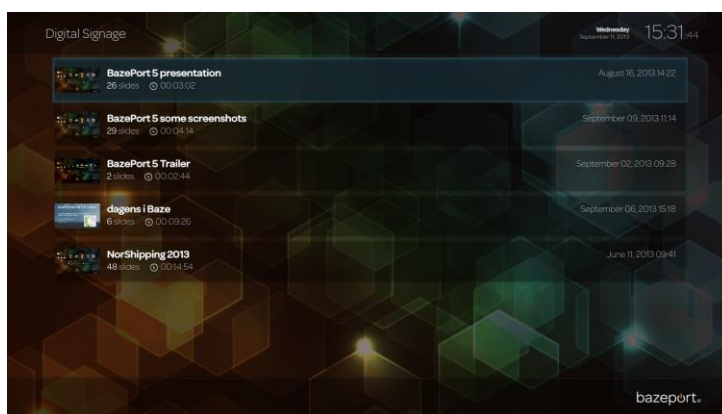 Digital Signage
Wednesday
September 11, 2013
15:31:44
BazePort 5 presentation
August 16, 2013 14:22
26 slides 00:03:02
BazePort 5 some screenshots
September 09, 2013 11:14
29 slides 00:04:14
BazePort 5 Trailer
September 02, 2013 09:28
2 slides 00:02:44
dagens i Baze
September 06, 2013 15:18
6 slides 00:09:26
NorShipping 2013
June 11, 2013 09:41
48 slides 00:14:54
bazeport